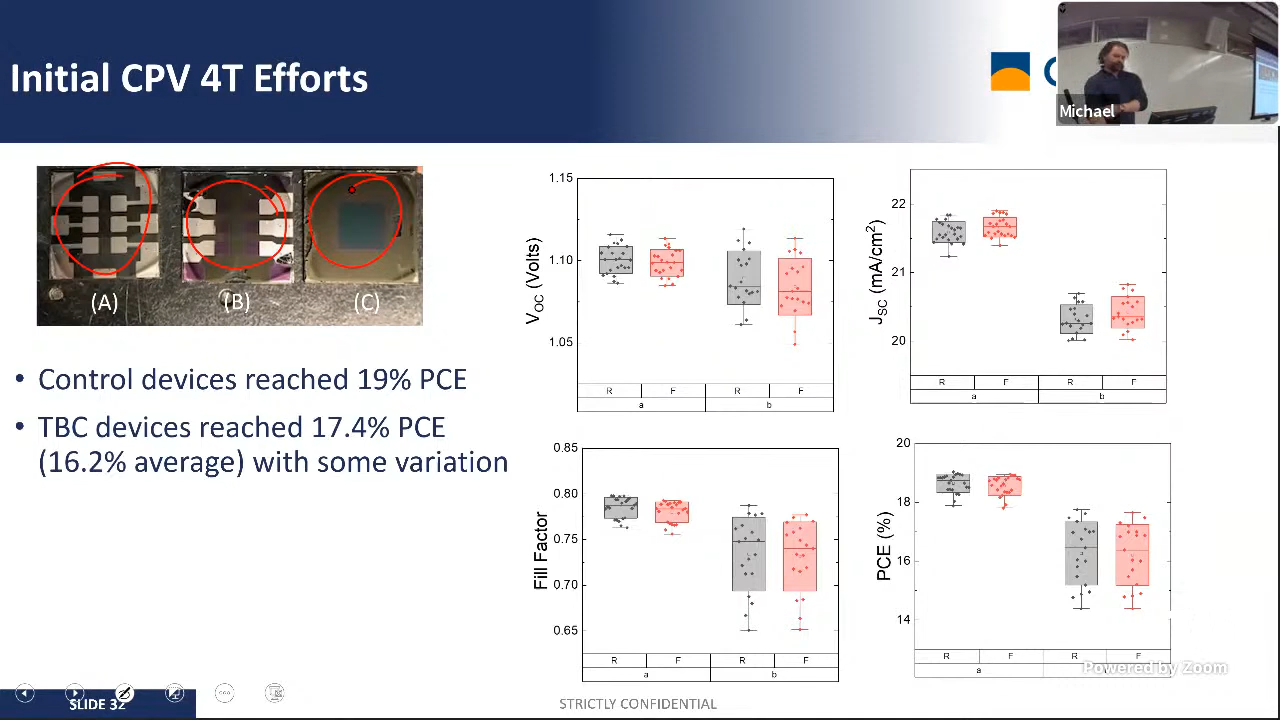 Initial CPV 4T Efforts
C
Michael
(A) (B) (C)
• Control devices reached 19% PCE
• TBC devices reached 17.4% PCE
(16.2% average) with some variation
1.15
1.10
1.05
V_OC (Volts)
R F R F
a b
22
21
20
J_SC (mA/cm²)
R F R F
a b
0.85
0.80
0.75
0.70
0.65
Fill Factor
R F R F
a b
20
18
16
14
PCE (%)
R F R F
a
Powered by Zoom
SLIDE 32
STRICTLY CONFIDENTIAL